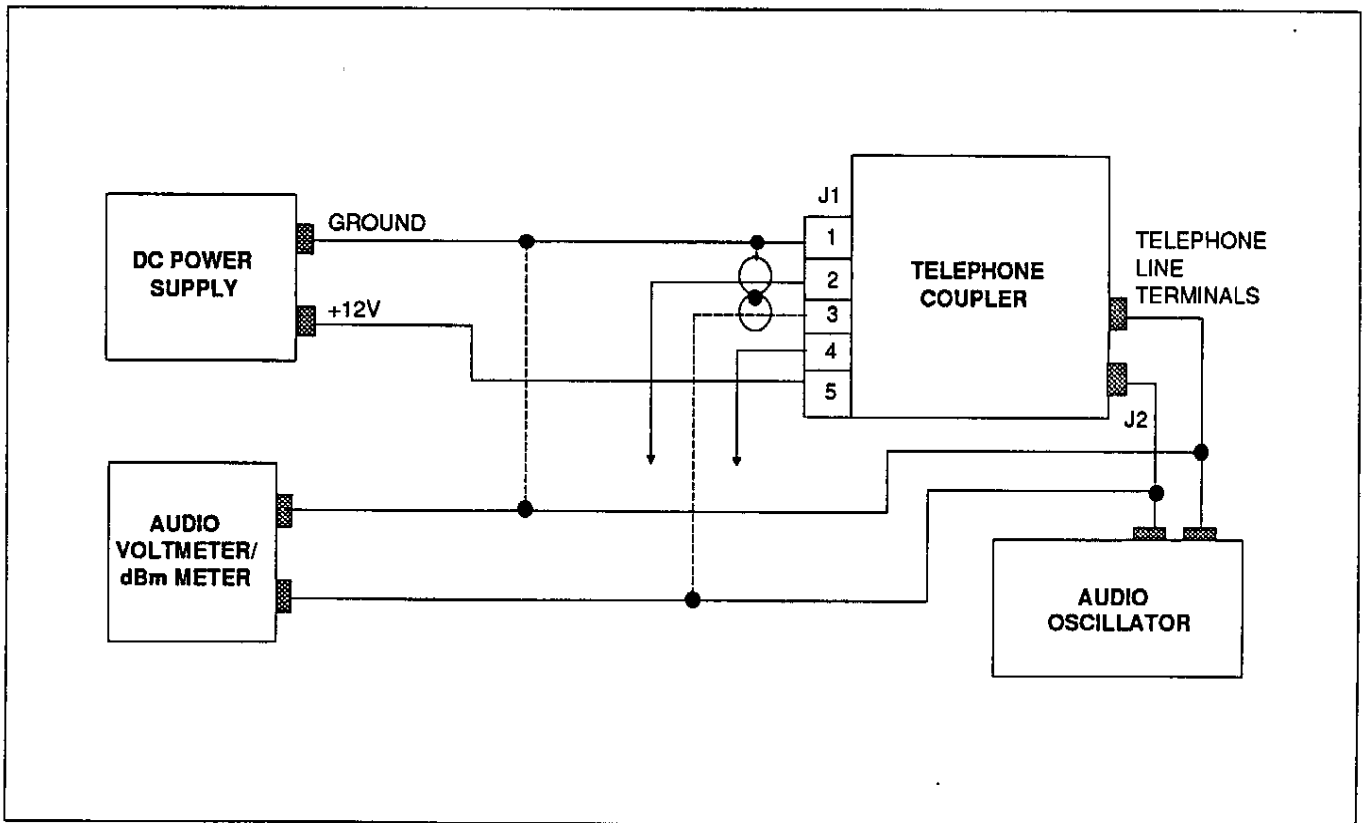 DC POWER
SUPPLY
GROUND
+12V
J1
1
2
3
4
5
TELEPHONE
COUPLER
TELEPHONE
LINE
TERMINALS
J2
AUDIO
VOLTMETER/
dBm METER
AUDIO
OSCILLATOR